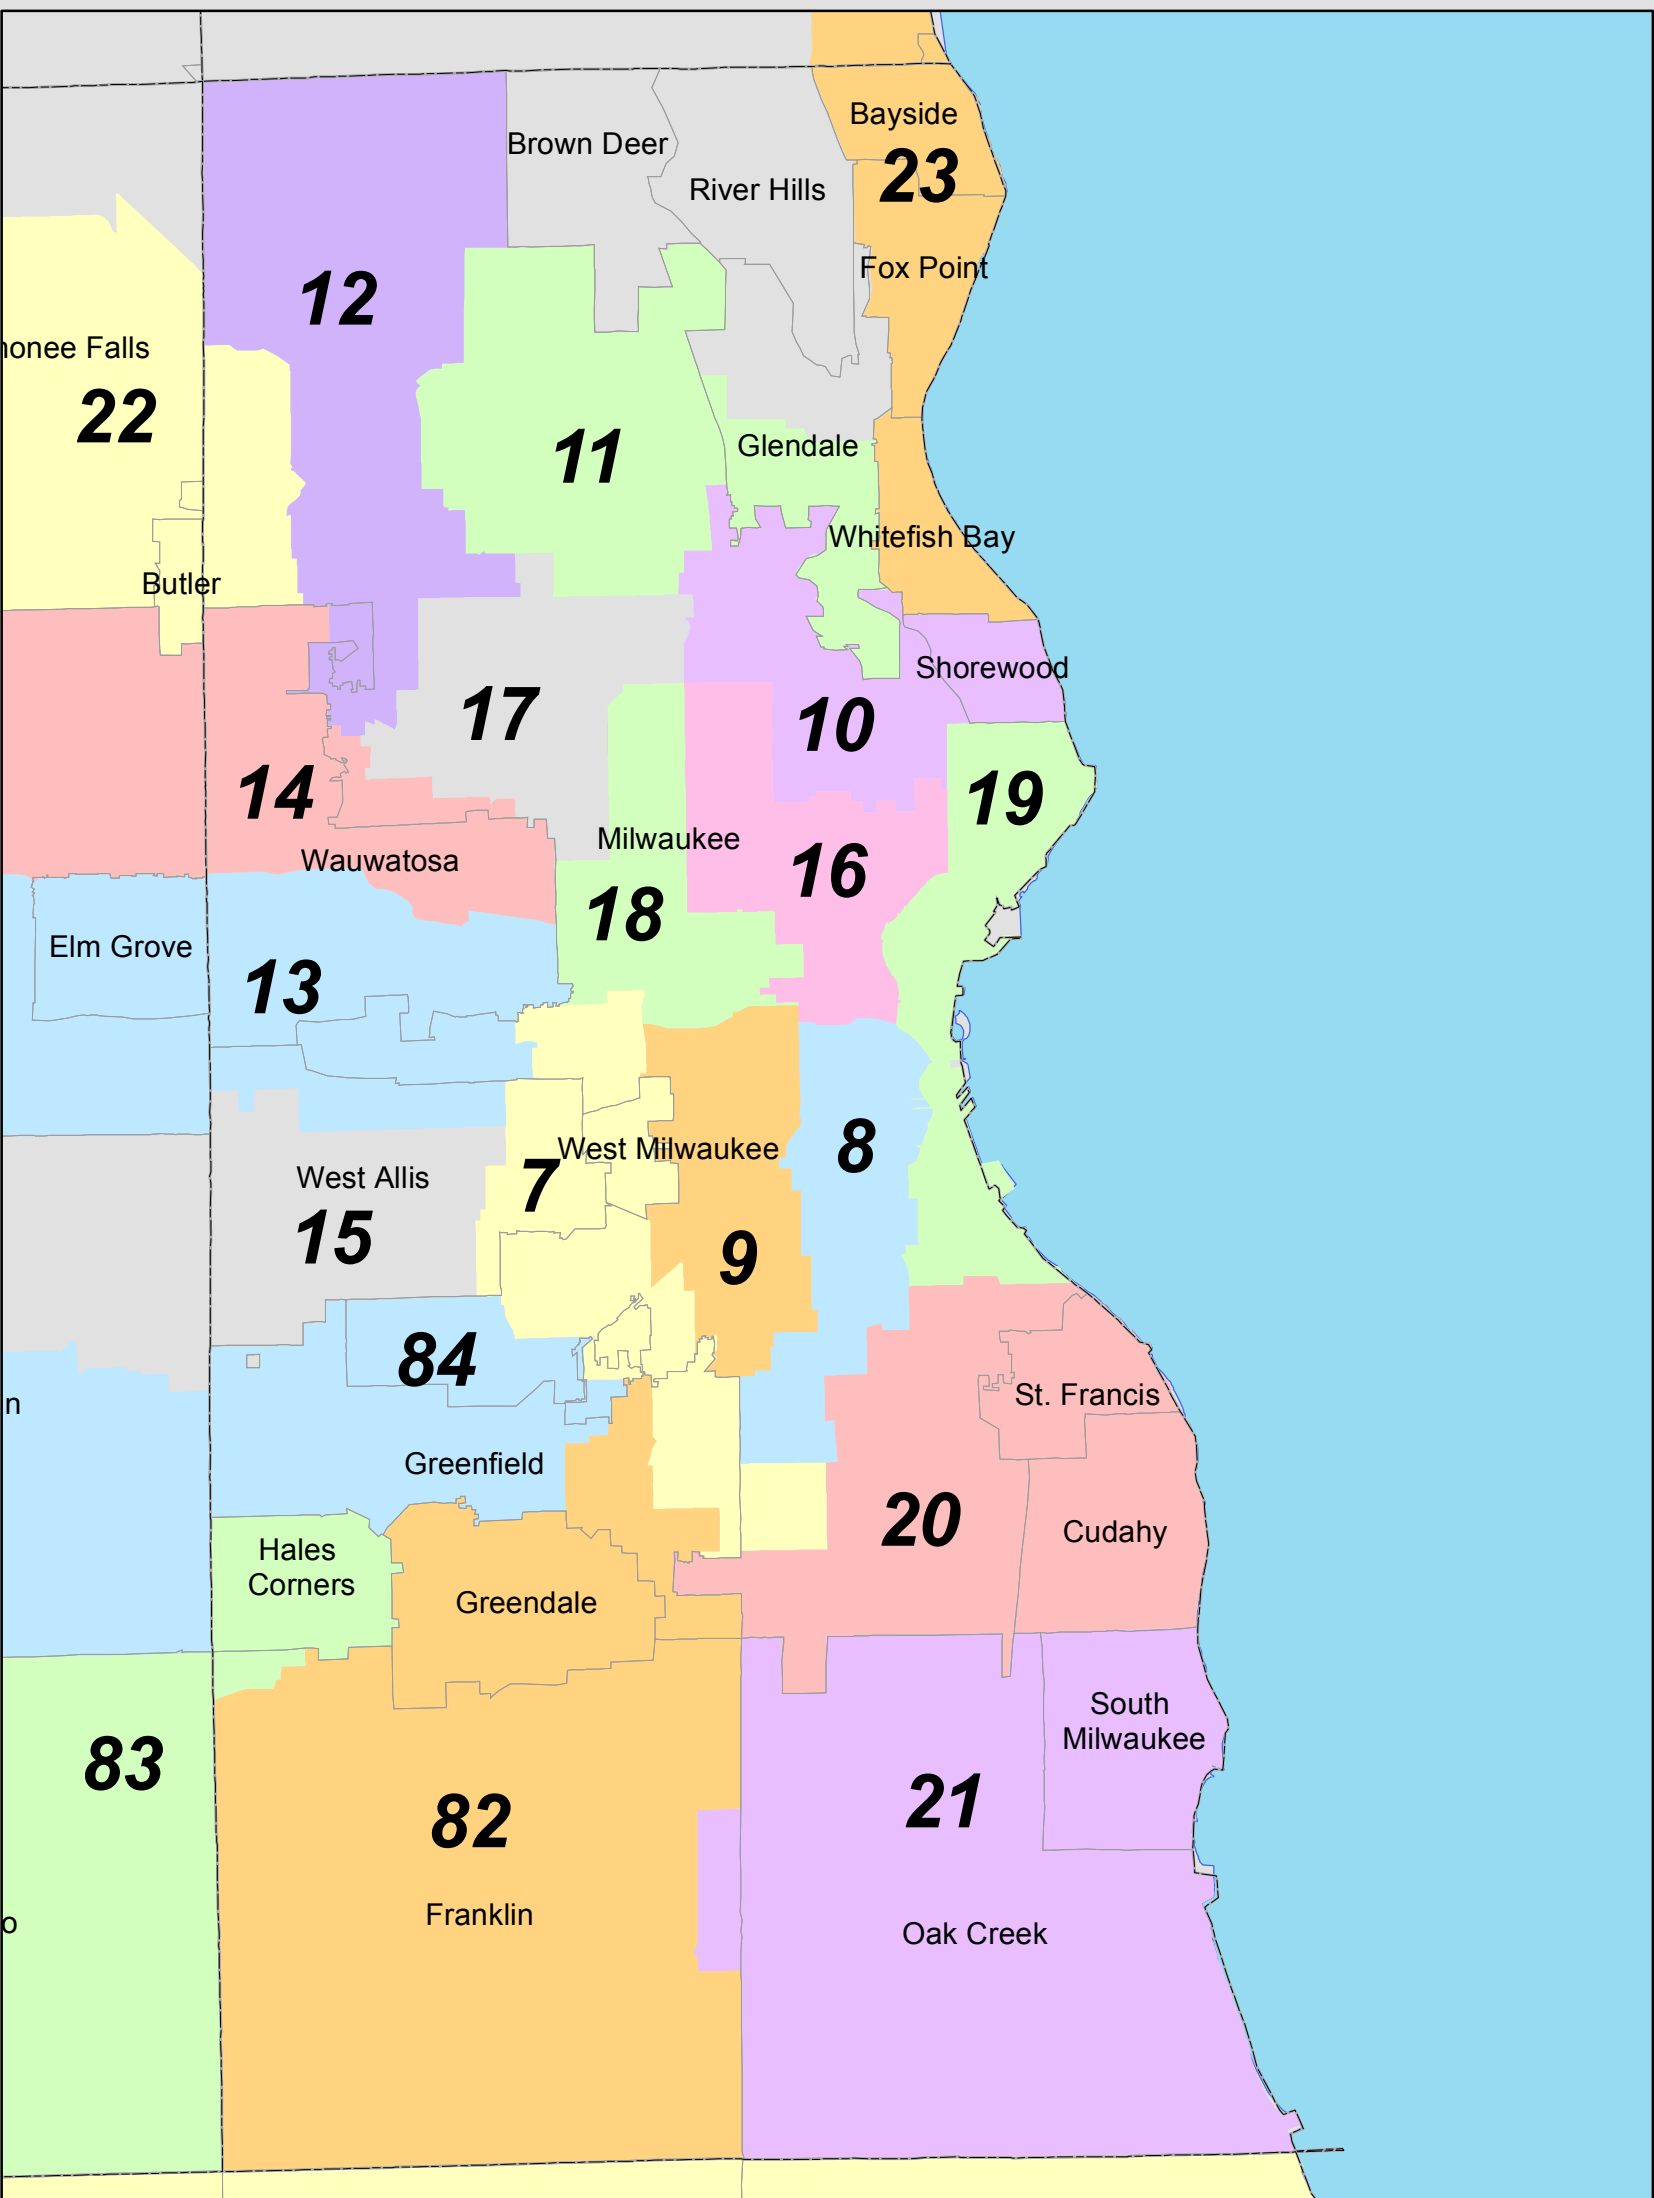 Bayside
23
Brown Deer
River Hills
Fox Point
12
honee Falls
22
11
Glendale
Whitefish Bay
Butler
Shorewood
17
10
14
19
Milwaukee
Wauwatosa
16
18
Elm Grove
13
8
West Milwaukee
West Allis
7
15
9
84
St. Francis
n
Greenfield
20
Cudahy
Hales
Corners
Greendale
South
Milwaukee
83
21
82
Franklin
o
Oak Creek